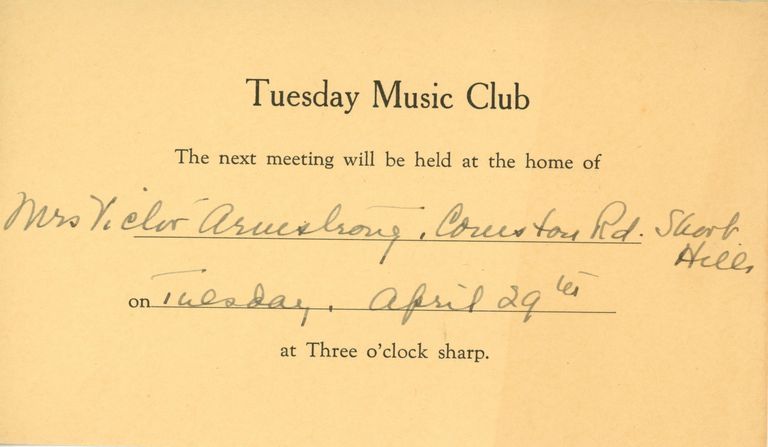 Tuesday Music Club
The next meeting will be held at the home of
Mrs Victor Armstrong, Rd. Short
Hills
on Tuesday, April 29th
at Three o'clock sharp.